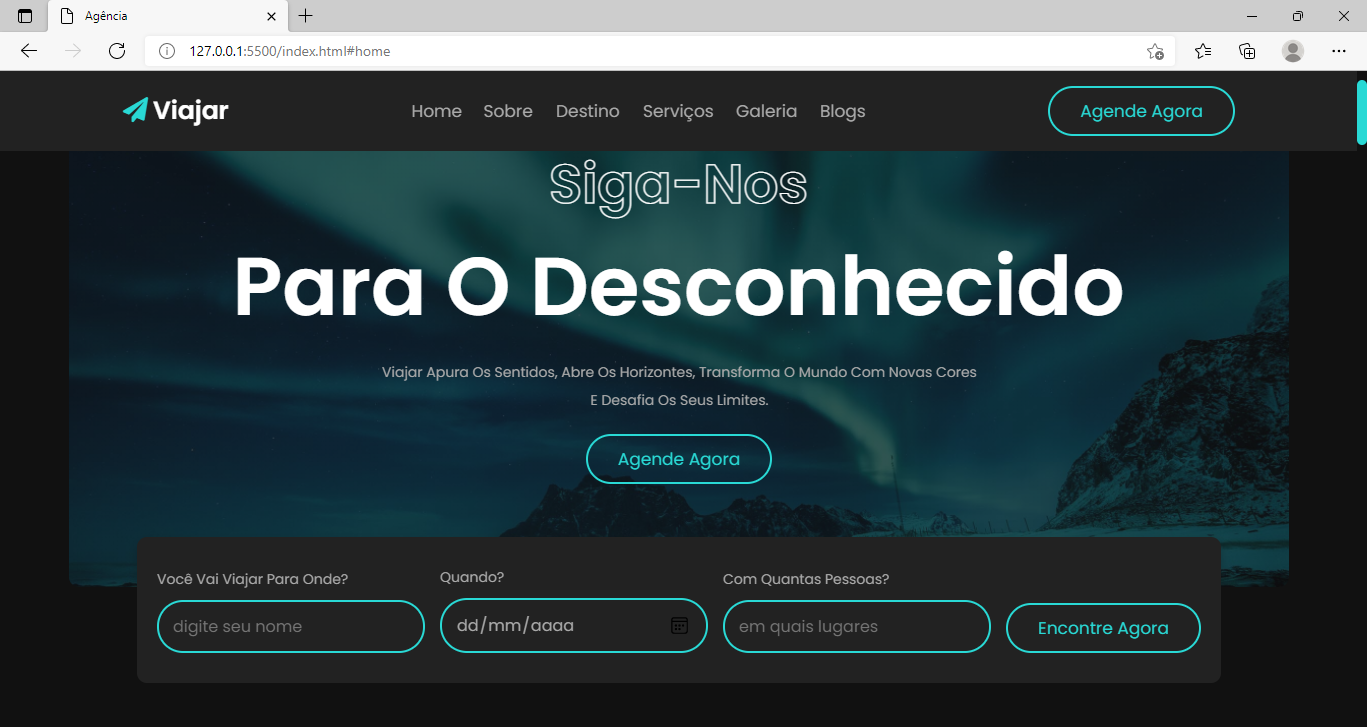 Agência
127.0.0.1:5500/index.html#home
Viajar
Home Sobre Destino Serviços Galeria Blogs
Agende Agora
Siga-Nos
Para O Desconhecido
Viajar Apura Os Sentidos, Abre Os Horizontes, Transforma O Mundo Com Novas Cores
E Desafia Os Seus Limites.
Agende Agora
Você Vai Viajar Para Onde? Quando? Com Quantas Pessoas?
digite seu nome dd/mm/aaaa em quais lugares Encontre Agora